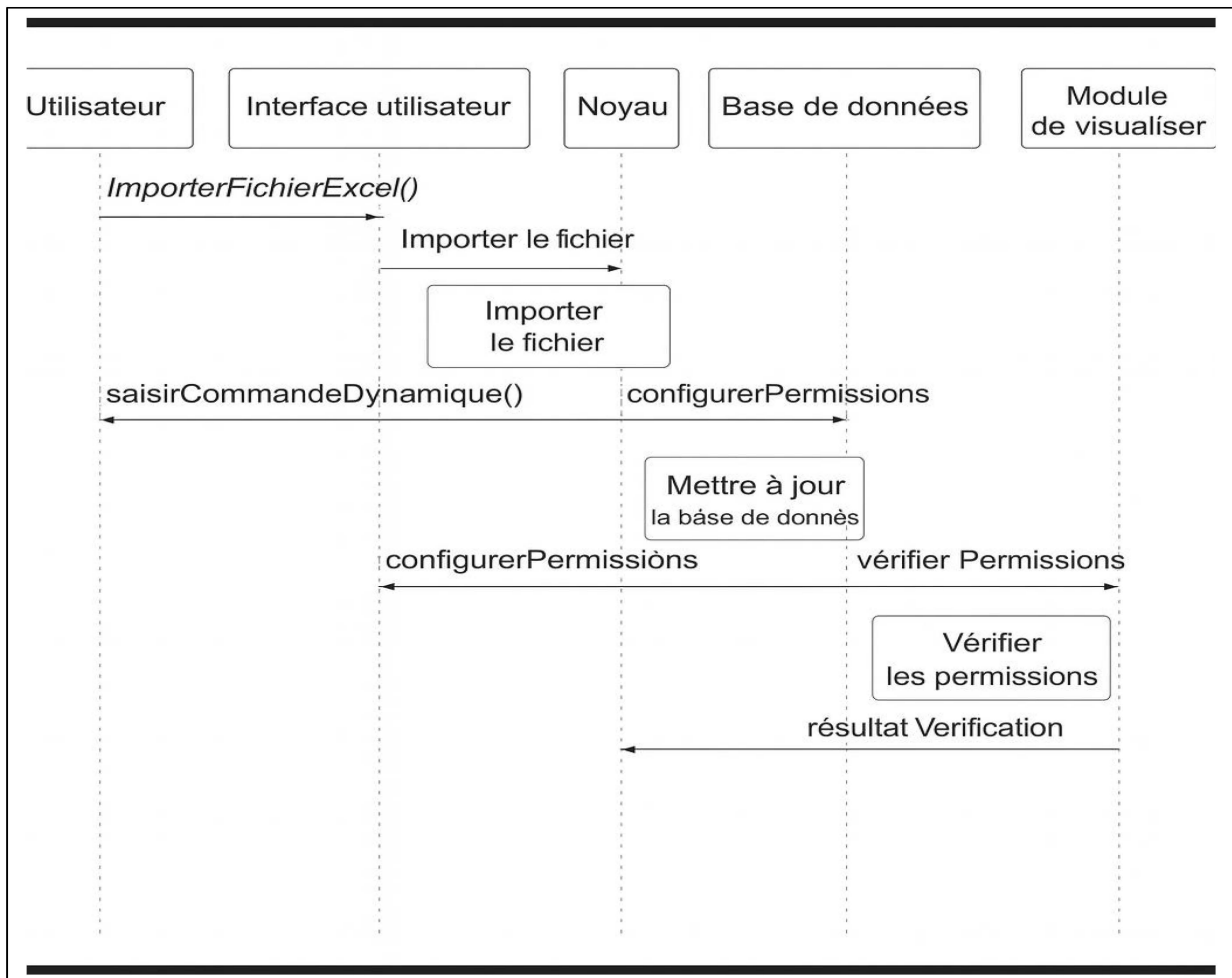 Utilisateur
Interface utilisateur
Noyau
Base de données
Module
de visualíser
ImporterFichierExcel()
Importer le fichier
Importer
le fichier
saisirCommandeDynamique()
configurerPermissions
Mettre à jour
la báse de donnès
configurerPermissiòns
vérifier Permissions
Vérifier
les permissions
résultat Verification